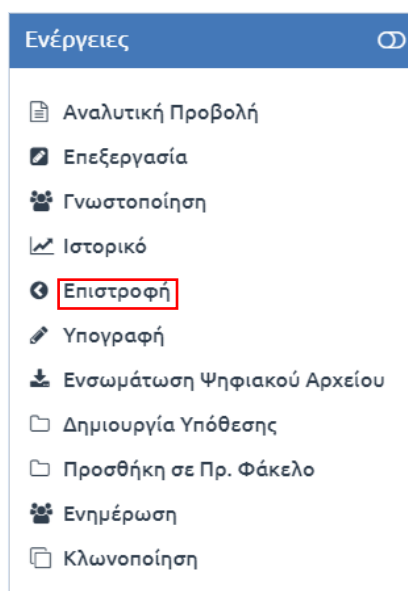 Ενέργειες
Αναλυτική Προβολή
Επεξεργασία
Γνωστοποίηση
Ιστορικό
Επιστροφή
Υπογραφή
Ενσωμάτωση Ψηφιακού Αρχείου
Δημιουργία Υπόθεσης
Προσθήκη σε Πρ. Φάκελο
Ενημέρωση
Κλωνοποίηση